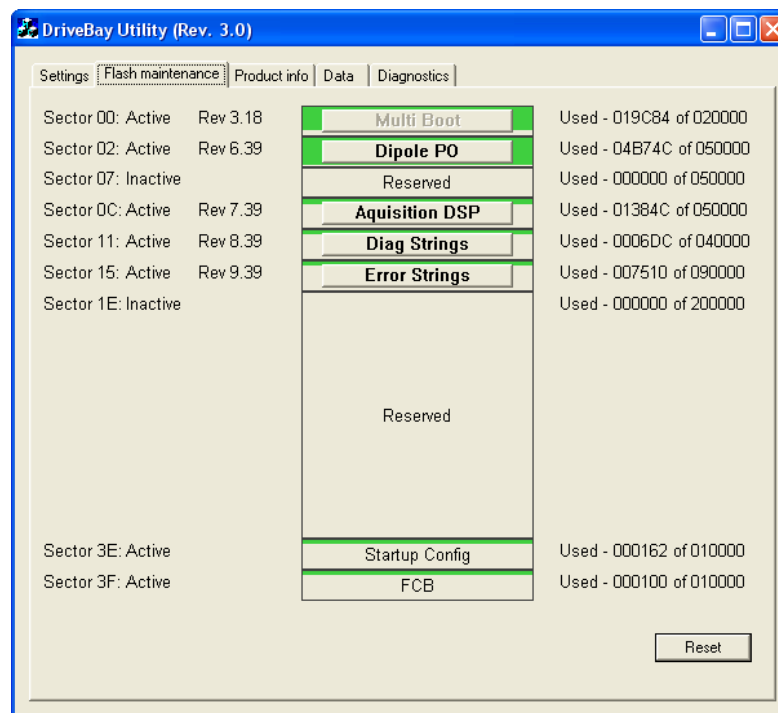 DriveBay Utility (Rev. 3.0)
Settings Flash maintenance Product info Data Diagnostics
Sector 00: Active Rev 3.18 Multi Boot Used - 019C84 of 020000
Sector 02: Active Rev 6.39 Dipole PO Used - 04B74C of 050000
Sector 07: Inactive Reserved Used - 000000 of 050000
Sector 0C: Active Rev 7.39 Aquisition DSP Used - 01384C of 050000
Sector 11: Active Rev 8.39 Diag Strings Used - 0006DC of 040000
Sector 15: Active Rev 9.39 Error Strings Used - 007510 of 090000
Sector 1E: Inactive Used - 000000 of 200000
Reserved
Sector 3E: Active Startup Config Used - 000162 of 010000
Sector 3F: Active FCB Used - 000100 of 010000
Reset